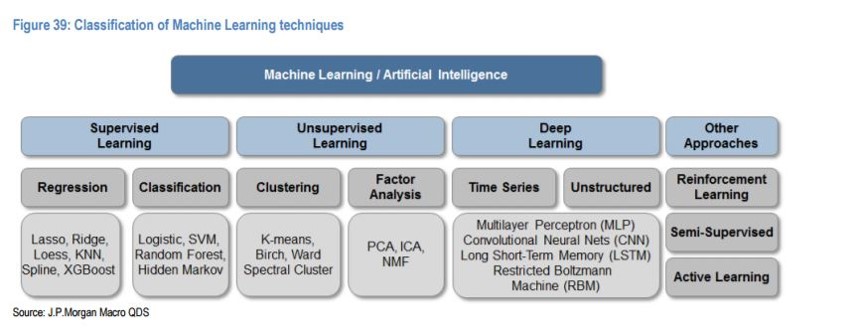 Figure 39: Classification of Machine Learning techniques
Machine Learning / Artificial Intelligence
Supervised
Learning
Unsupervised
Learning
Deep
Learning
Other
Approaches
Regression
Classification
Clustering
Factor
Analysis
Time Series
Unstructured
Reinforcement
Learning
Lasso, Ridge,
Loess, KNN,
Spline, XGBoost
Logistic, SVM,
Random Forest,
Hidden Markov
K-means,
Birch, Ward
Spectral Cluster
PCA, ICA,
NMF
Multilayer Perceptron (MLP)
Convolutional Neural Nets (CNN)
Long Short-Term Memory (LSTM)
Restricted Boltzmann
Machine (RBM)
Semi-Supervised
Active Learning
Source: J.P.Morgan Macro QDS